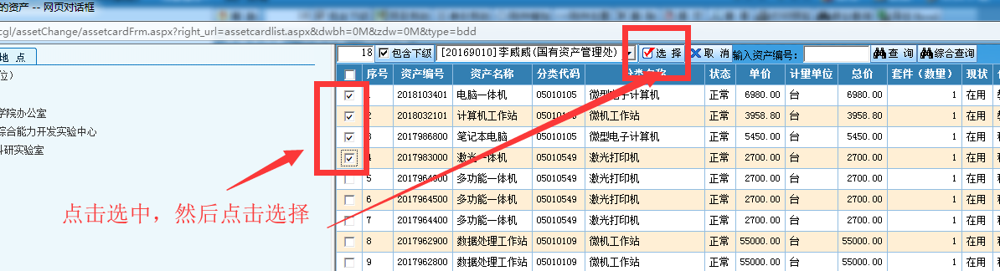 的资产 -- 网页对话框
cgl/assetChange/assetcardFrm.aspx?right_url=assetcardlist.aspx&dwbh=0M&zdw=0M&type=bdd
地 点
18 包含下级 [20169010]李威威(国有资产管理处) 选 择 取 消 输入资产编号: 查 询 综合查询
序号 资产编号 资产名称 分类代码 分类名称 状态 单价 计量单位 总价 套件（数量） 现状
1 2018103401 电脑一体机 05010105 微型电子计算机 正常 6980.00 台 6980.00 1 在用
2 2018032101 计算机工作站 05010109 微机工作站 正常 3958.80 台 3958.80 1 在用
3 2017986800 笔记本电脑 05010105 微型电子计算机 正常 5450.00 台 5450.00 1 在用
4 2017983000 激光一体机 05010549 激光打印机 正常 2700.00 台 2700.00 1 在用
5 2017964600 多功能一体机 05010549 激光打印机 正常 2700.00 台 2700.00 1 在用
6 2017964500 多功能一体机 05010549 激光打印机 正常 2700.00 台 2700.00 1 在用
7 2017964400 多功能一体机 05010549 激光打印机 正常 2700.00 台 2700.00 1 在用
8 2017962900 数据处理工作站 05010109 微机工作站 正常 55000.00 台 55000.00 1 在用
9 2017962800 数据处理工作站 05010109 微机工作站 正常 55000.00 台 55000.00 1 在用
位）
学院办公室
综合能力开发实验中心
科研实验室
点击选中，然后点击选择